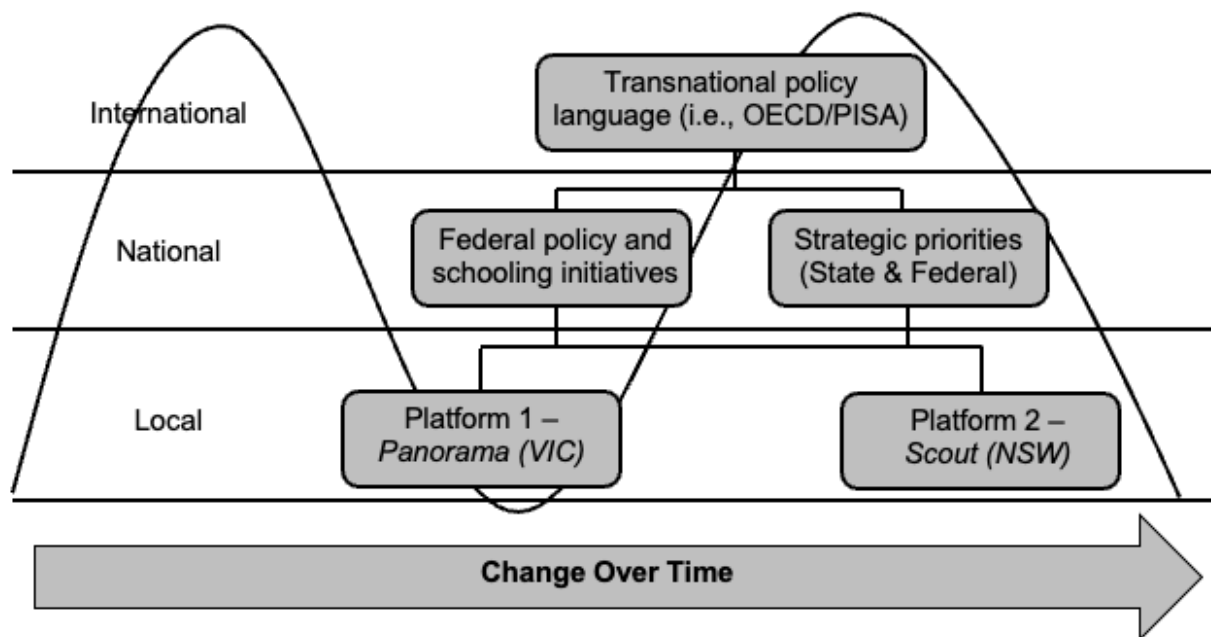 International
Transnational policy
language (i.e., OECD/PISA)
National
Federal policy and
schooling initiatives
Strategic priorities
(State & Federal)
Local
Platform 1 –
Panorama (VIC)
Platform 2 –
Scout (NSW)
Change Over Time